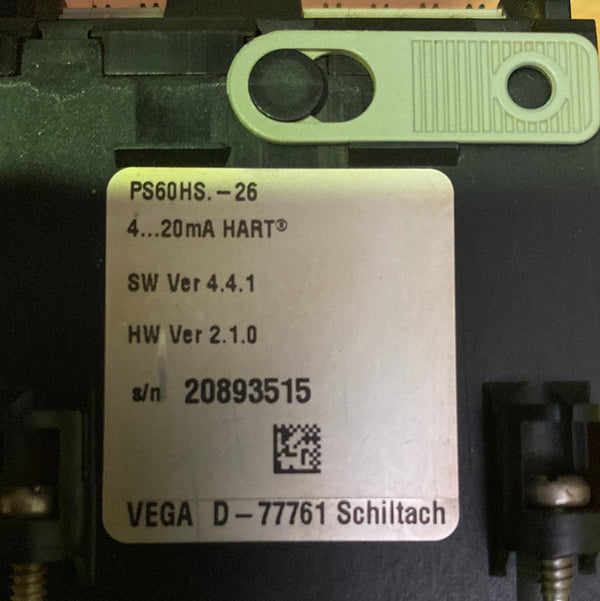 PS60HS.-26
4...20mA HART®
SW Ver 4.4.1
HW Ver 2.1.0
s/n 20893515
VEGA D-77761 Schiltach